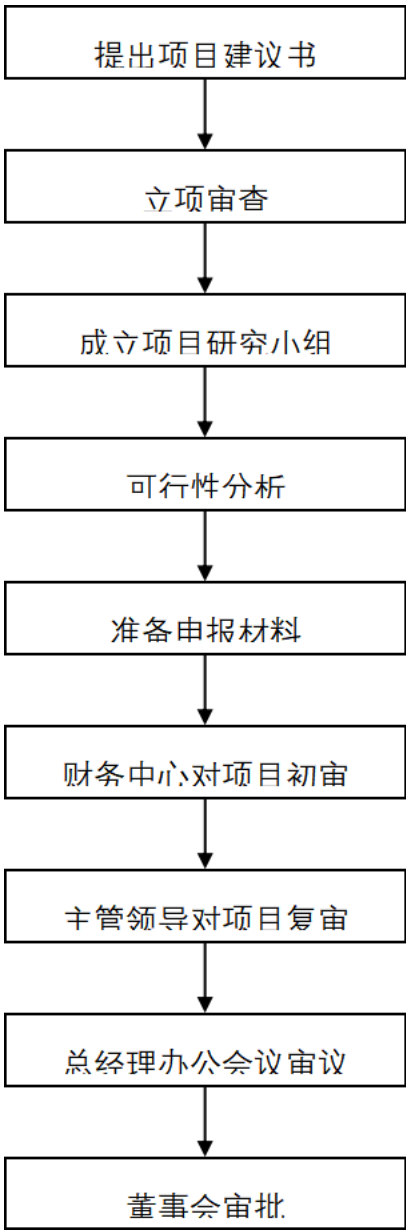 提出项目建议书
立项审查
成立项目研究小组
可行性分析
准备申报材料
财务中心对项目初审
主管领导对项目复审
总经理办公会议审议
董事会审批